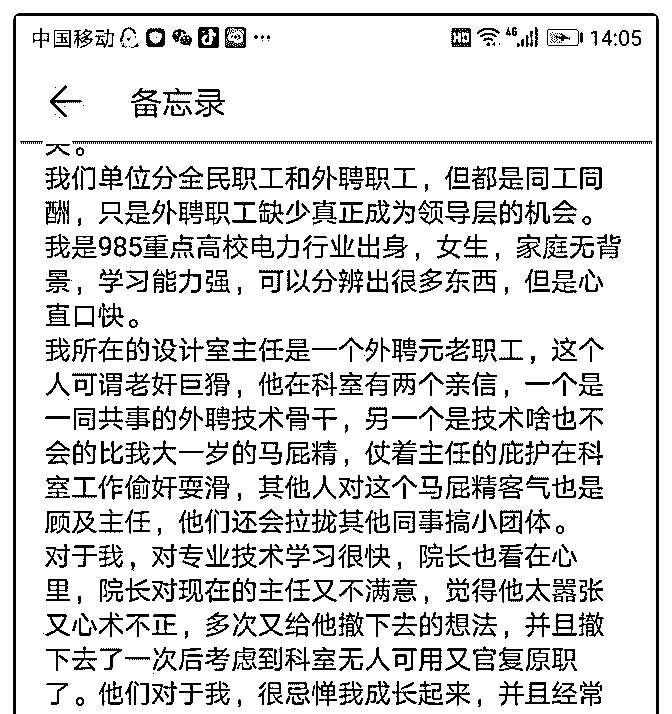 中国移动 14:05
备忘录
我们单位分全民职工和外聘职工，但都是同工同
酬，只是外聘职工缺少真正成为领导层的机会。
我是985重点高校电力行业出身，女生，家庭无背
景，学习能力强，可以分辨出很多东西，但是心
直口快。
我所在的设计室主任是一个外聘元老职工，这个
人可谓老奸巨猾，他在科室有两个亲信，一个是
一同共事的外聘技术骨干，另一个是技术啥也不
会的比我大一岁的马屁精，仗着主任的庇护在科
室工作偷奸耍滑，其他人对这个马屁精客气也是
顾及主任，他们还会拉拢其他同事搞小团体。
对于我，对专业技术学习很快，院长也看在心
里，院长对现在的主任又不满意，觉得他太嚣张
又心术不正，多次又给他撤下去的想法，并且撤
下去了一次后考虑到科室无人可用又官复原职
了。他们对于我，很忌惮我成长起来，并且经常